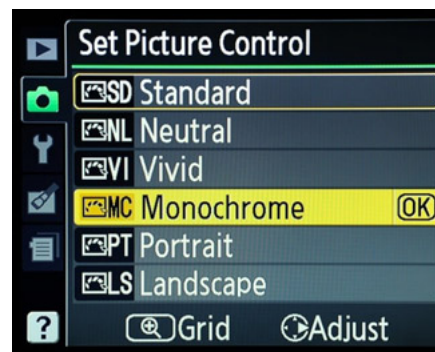 Set Picture Control
SD Standard
NL Neutral
VI Vivid
MC Monochrome OK
PT Portrait
LS Landscape
? Grid Adjust